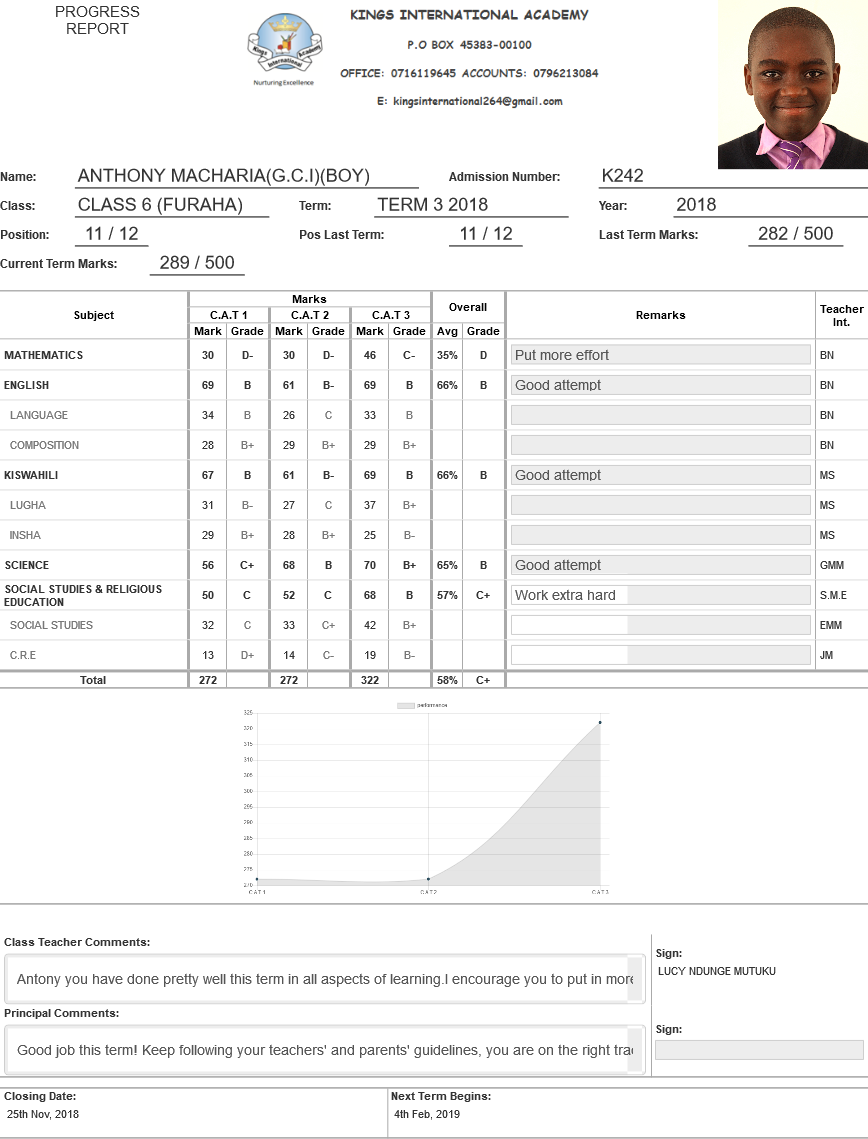 PROGRESS
REPORT
Kings International Academy
Nurturing Excellence
KINGS INTERNATIONAL ACADEMY
P.O BOX 45383-00100
OFFICE: 0716119645 ACCOUNTS: 0796213084
E: kingsinternational264@gmail.com
Name: ANTHONY MACHARIA(G.C.I)(BOY) Admission Number: K242
Class: CLASS 6 (FURAHA) Term: TERM 3 2018 Year: 2018
Position: 11 / 12 Pos Last Term: 11 / 12 Last Term Marks: 282 / 500
Current Term Marks: 289 / 500
Subject Marks Overall Remarks Teacher Int.
C.A.T 1 C.A.T 2 C.A.T 3
Mark Grade Mark Grade Mark Grade Avg Grade
MATHEMATICS 30 D- 30 D- 46 C- 35% D Put more effort BN
ENGLISH 69 B 61 B- 69 B 66% B Good attempt BN
LANGUAGE 34 B 26 C 33 B BN
COMPOSITION 28 B+ 29 B+ 29 B+ BN
KISWAHILI 67 B 61 B- 69 B 66% B Good attempt MS
LUGHA 31 B- 27 C 37 B+ MS
INSHA 29 B+ 28 B+ 25 B- MS
SCIENCE 56 C+ 68 B 70 B+ 65% B Good attempt GMM
SOCIAL STUDIES & RELIGIOUS EDUCATION 50 C 52 C 68 B 57% C+ Work extra hard S.M.E
SOCIAL STUDIES 32 C 33 C+ 42 B+ EMM
C.R.E 13 D+ 14 C- 19 B- JM
Total 272 272 322 58% C+
performance
325
320
315
310
305
300
295
290
285
280
275
270
CAT1 CAT2 CAT3
Class Teacher Comments:
Antony you have done pretty well this term in all aspects of learning.I encourage you to put in more
Sign:
LUCY NDUNGE MUTUKU
Principal Comments:
Good job this term! Keep following your teachers' and parents' guidelines, you are on the right tra
Sign:
Closing Date:
25th Nov, 2018
Next Term Begins:
4th Feb, 2019